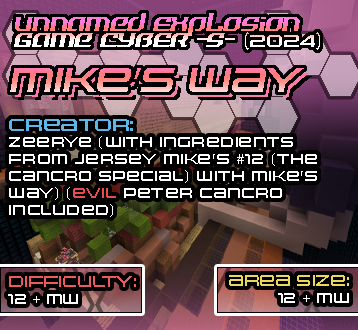 UNNAMED EXPLOSION
GAME CYBER -S- (2024)
MIKE'S WAY
CREATOR:
ZEERYE (WITH INGREDIENTS
FROM JERSEY MIKE'S #12 (THE
CANCRO SPECIAL) WITH MIKE'S
WAY) (EVIL PETER CANCRO
INCLUDED)
DIFFICULTY:
12 + MW
AREA SIZE:
12 + MW